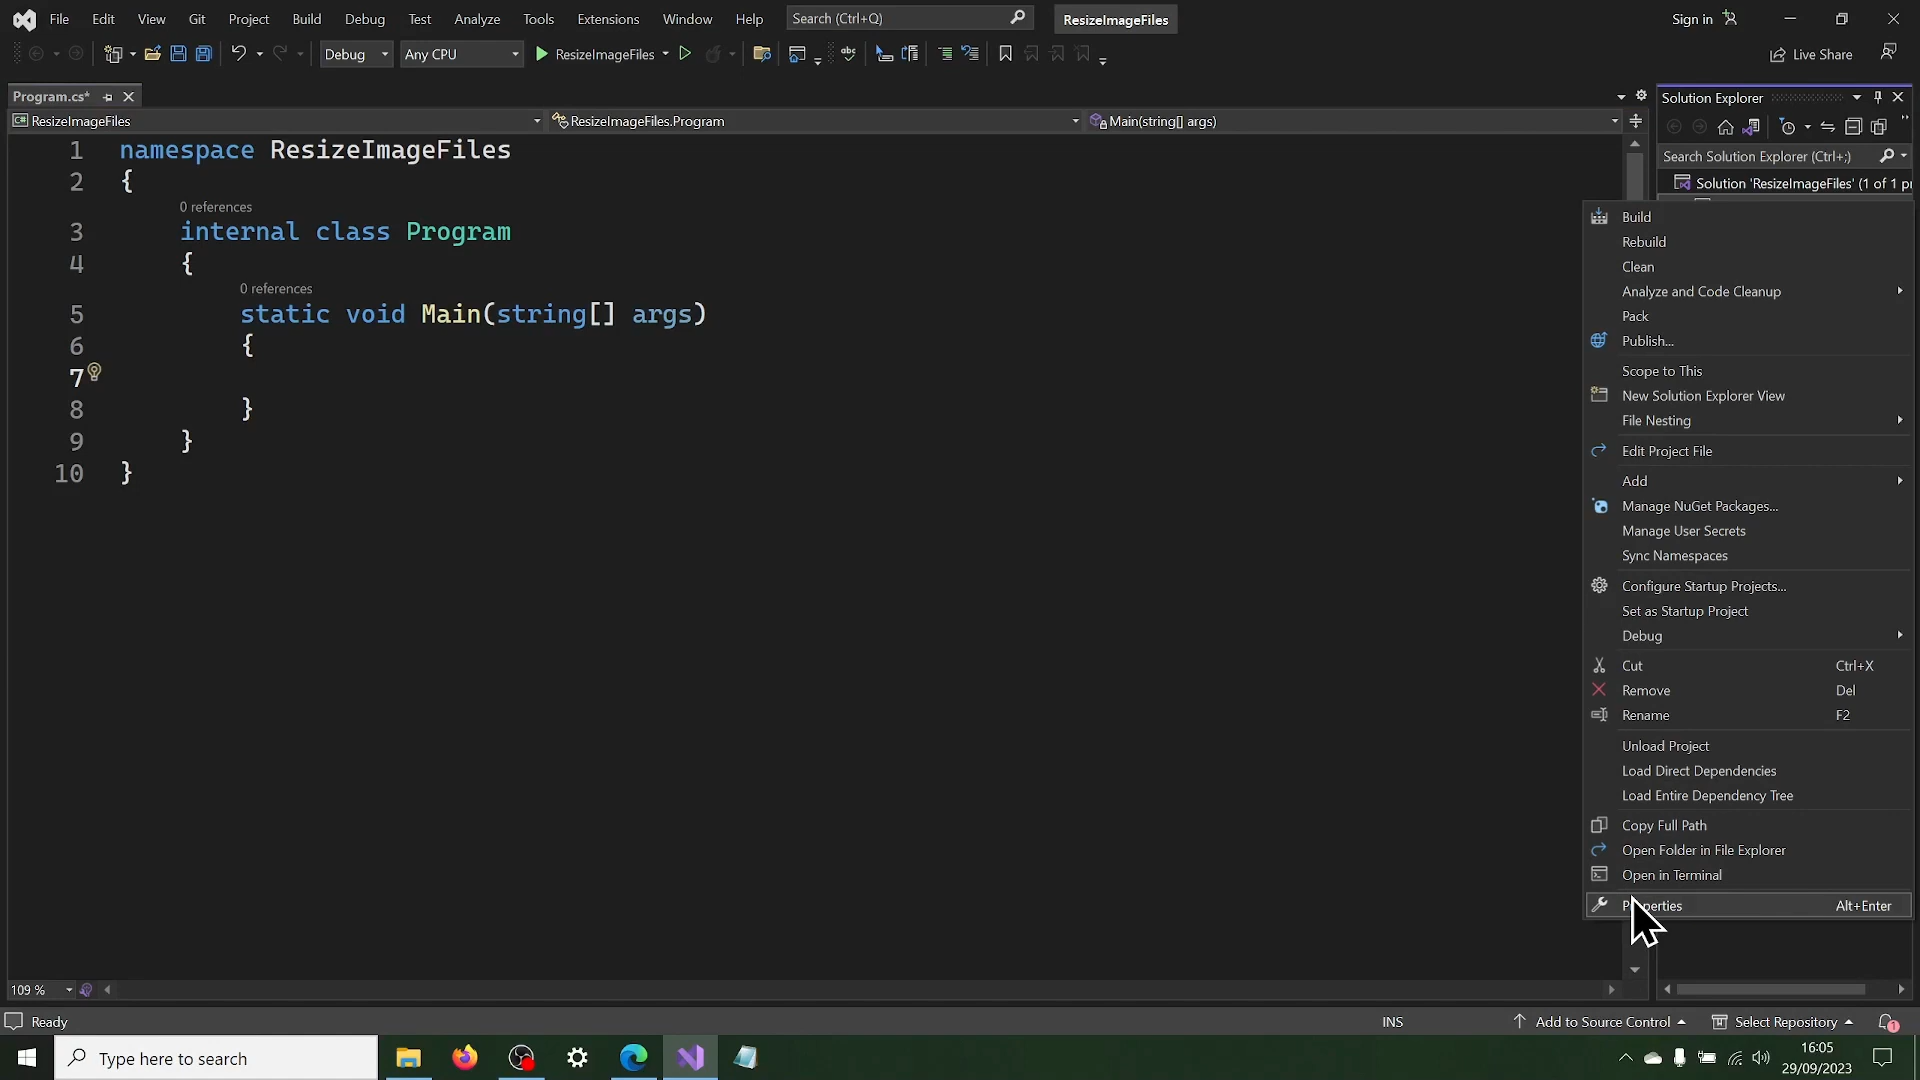 File Edit View Git Project Build Debug Test Analyze Tools Extensions Window Help Search (Ctrl+Q) ResizeImageFiles Sign in
Debug Any CPU ResizeImageFiles Live Share
Program.cs*
ResizeImageFiles ResizeImageFiles.Program Main(string[] args)
1 namespace ResizeImageFiles
2 {
0 references
3 internal class Program
4 {
0 references
5 static void Main(string[] args)
6 {
7
8 }
9 }
10 }
Solution Explorer
Search Solution Explorer (Ctrl+;)
Solution 'ResizeImageFiles' (1 of 1 p
Build
Rebuild
Clean
Analyze and Code Cleanup
Pack
Publish...
Scope to This
New Solution Explorer View
File Nesting
Edit Project File
Add
Manage NuGet Packages...
Manage User Secrets
Sync Namespaces
Configure Startup Projects...
Set as Startup Project
Debug
Cut Ctrl+X
Remove Del
Rename F2
Unload Project
Load Direct Dependencies
Load Entire Dependency Tree
Copy Full Path
Open Folder in File Explorer
Open in Terminal
Properties Alt+Enter
109 %
Ready INS Add to Source Control Select Repository 1
Type here to search
16:05
29/09/2023